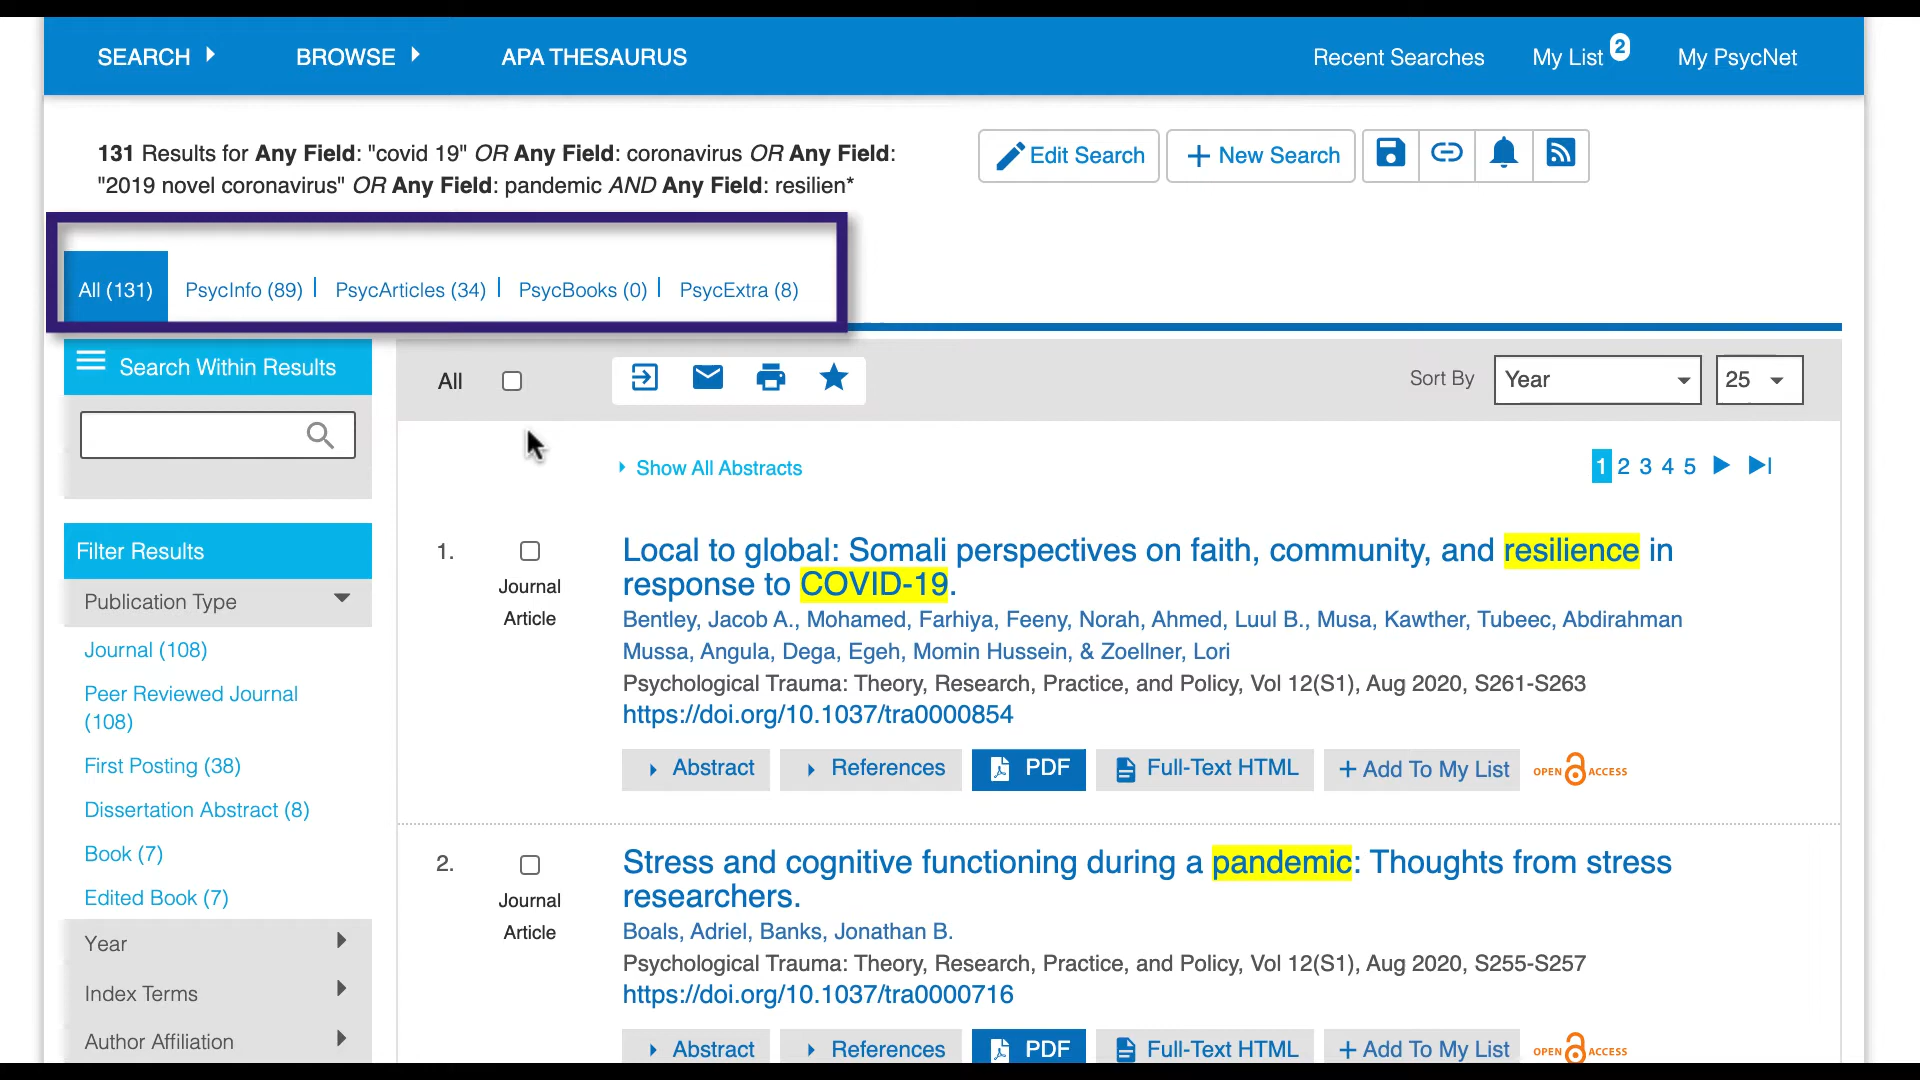 SEARCH BROWSE APA THESAURUS Recent Searches My List 2 My PsycNet
131 Results for Any Field: "covid 19" OR Any Field: coronavirus OR Any Field:
"2019 novel coronavirus" OR Any Field: pandemic AND Any Field: resilien*
Edit Search + New Search
All (131) PsycInfo (89) | PsycArticles (34) | PsycBooks (0) | PsycExtra (8)
Search Within Results
All
Sort By Year 25
Show All Abstracts
1 2 3 4 5
Filter Results
Publication Type
Journal (108)
Peer Reviewed Journal
(108)
First Posting (38)
Dissertation Abstract (8)
Book (7)
Edited Book (7)
Year
Index Terms
Author Affiliation
1.
Journal
Article
Local to global: Somali perspectives on faith, community, and resilience in
response to COVID-19.
Bentley, Jacob A., Mohamed, Farhiya, Feeny, Norah, Ahmed, Luul B., Musa, Kawther, Tubeec, Abdirahman
Mussa, Angula, Dega, Egeh, Momin Hussein, & Zoellner, Lori
Psychological Trauma: Theory, Research, Practice, and Policy, Vol 12(S1), Aug 2020, S261-S263
https://doi.org/10.1037/tra0000854
Abstract References PDF Full-Text HTML + Add To My List OPEN ACCESS
2.
Journal
Article
Stress and cognitive functioning during a pandemic: Thoughts from stress
researchers.
Boals, Adriel, Banks, Jonathan B.
Psychological Trauma: Theory, Research, Practice, and Policy, Vol 12(S1), Aug 2020, S255-S257
https://doi.org/10.1037/tra0000716
Abstract References PDF Full-Text HTML + Add To My List OPEN ACCESS